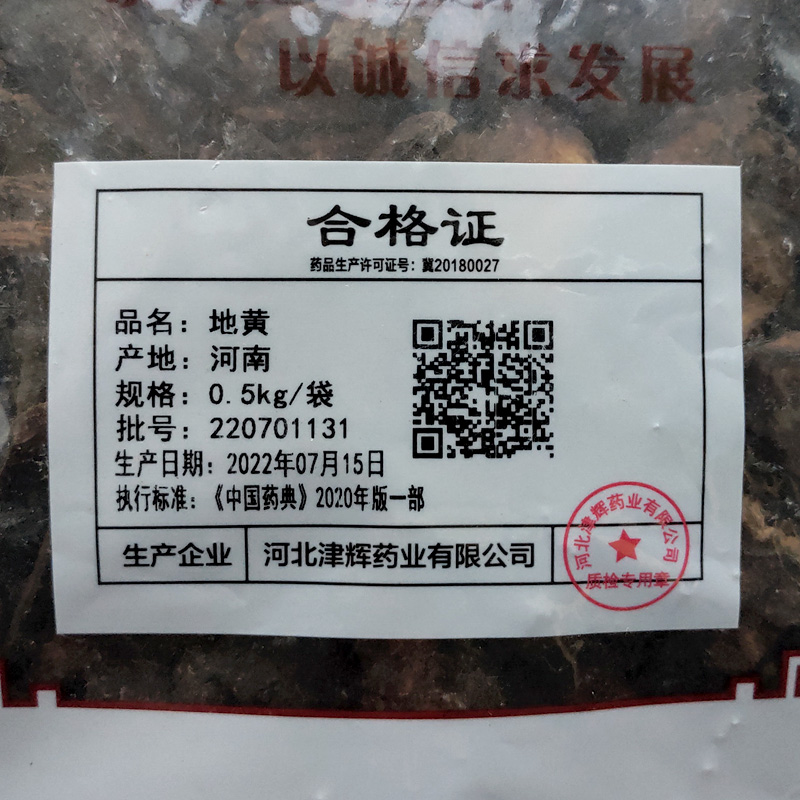 以诚信求发展
合格证
药品生产许可证号：冀20180027
品名：地黄
产地：河南
规格：0.5kg/袋
批号：220701131
生产日期：2022年07月15日
执行标准：《中国药典》2020年版一部
生产企业 河北津辉药业有限公司
河北津辉药业有限公司
质检专用章